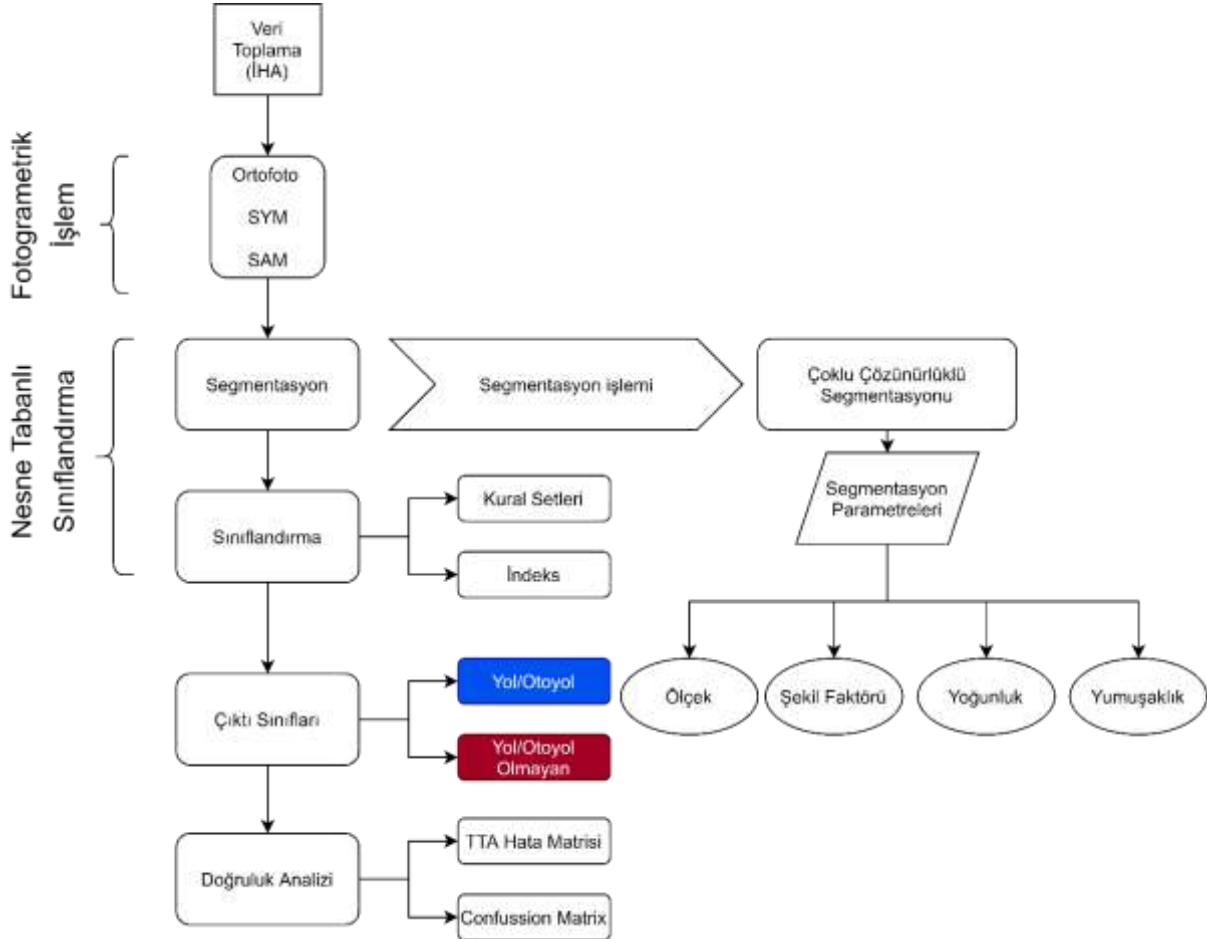 Veri
Toplama
(İHA)
Fotogrametrik
İşlem
Ortofoto
SYM
SAM
Nesne Tabanlı
Sınıflandırma
Segmentasyon
Segmentasyon işlemi
Çoklu Çözünürlüklü
Segmentasyonu
Segmentasyon
Parametreleri
Sınıflandırma
Kural Setleri
İndeks
Ölçek
Şekil Faktörü
Yoğunluk
Yumuşaklık
Çıktı Sınıfları
Yol/Otoyol
Yol/Otoyol
Olmayan
Doğruluk Analizi
TTA Hata Matrisi
Confussion Matrix